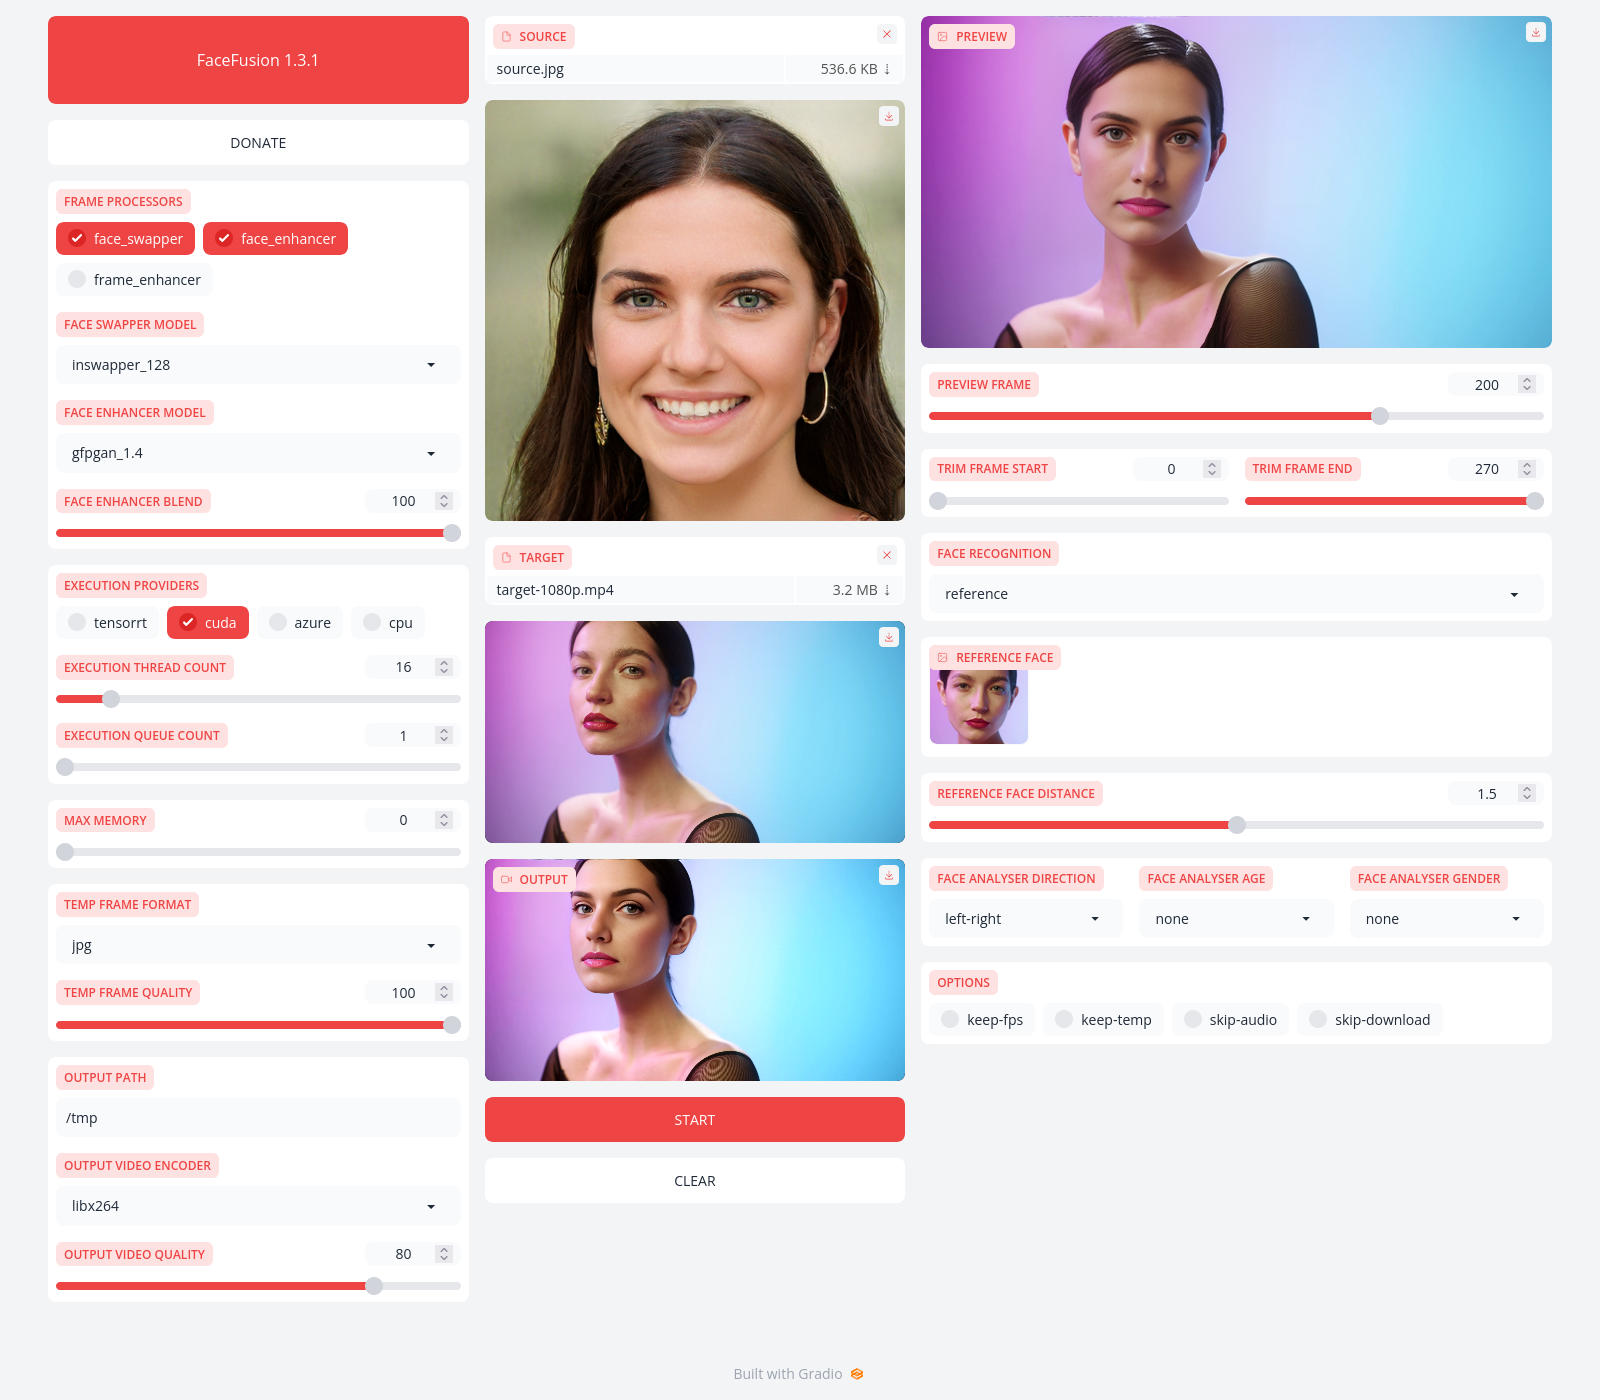 FaceFusion 1.3.1
DONATE
FRAME PROCESSORS
face_swapper
face_enhancer
frame_enhancer
FACE SWAPPER MODEL
inswapper_128
FACE ENHANCER MODEL
gfpgan_1.4
FACE ENHANCER BLEND
100
EXECUTION PROVIDERS
tensorrt
cuda
azure
cpu
EXECUTION THREAD COUNT
16
EXECUTION QUEUE COUNT
1
MAX MEMORY
0
TEMP FRAME FORMAT
jpg
TEMP FRAME QUALITY
100
OUTPUT PATH
/tmp
OUTPUT VIDEO ENCODER
libx264
OUTPUT VIDEO QUALITY
80
SOURCE
source.jpg
536.6 KB ↓
TARGET
target-1080p.mp4
3.2 MB ↓
OUTPUT
START
CLEAR
PREVIEW
PREVIEW FRAME
200
TRIM FRAME START
0
TRIM FRAME END
270
FACE RECOGNITION
reference
REFERENCE FACE
REFERENCE FACE DISTANCE
1.5
FACE ANALYSER DIRECTION
left-right
FACE ANALYSER AGE
none
FACE ANALYSER GENDER
none
OPTIONS
keep-fps
keep-temp
skip-audio
skip-download
Built with Gradio